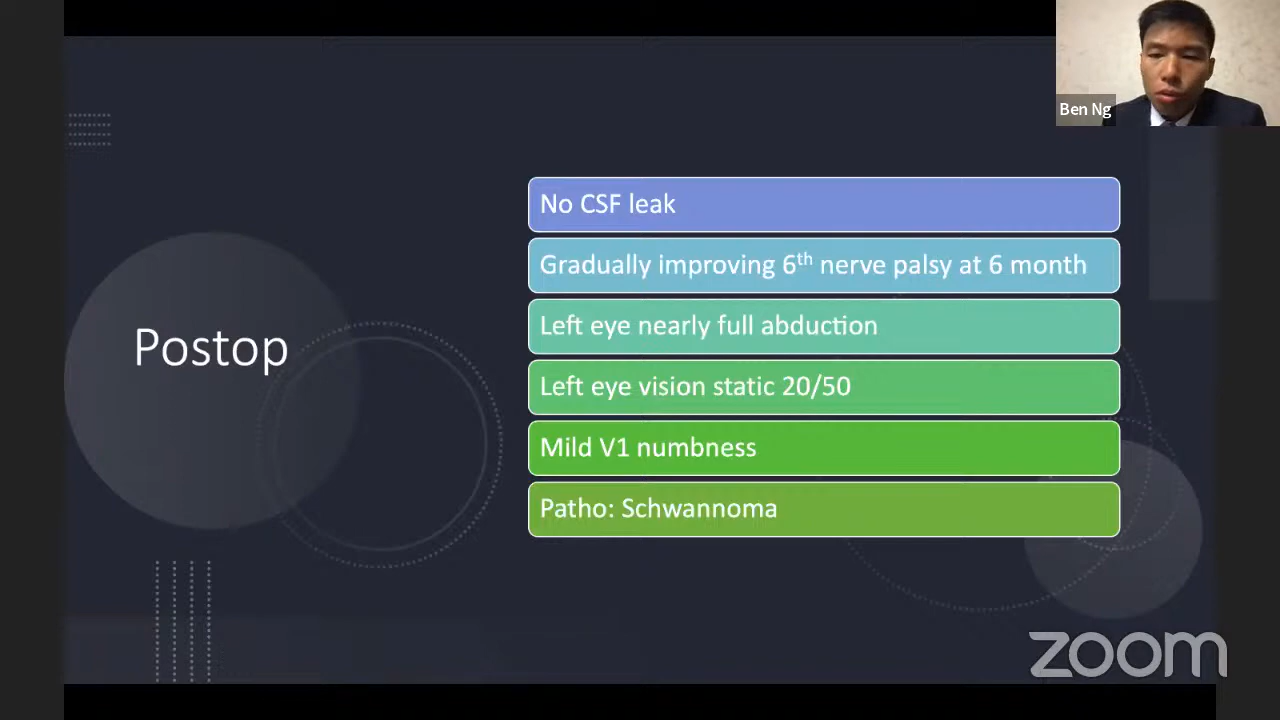 Ben Ng
No CSF leak
Gradually improving 6th nerve palsy at 6 month
Left eye nearly full abduction
Postop
Left eye vision static 20/50
Mild V1 numbness
Patho: Schwannoma
zoom